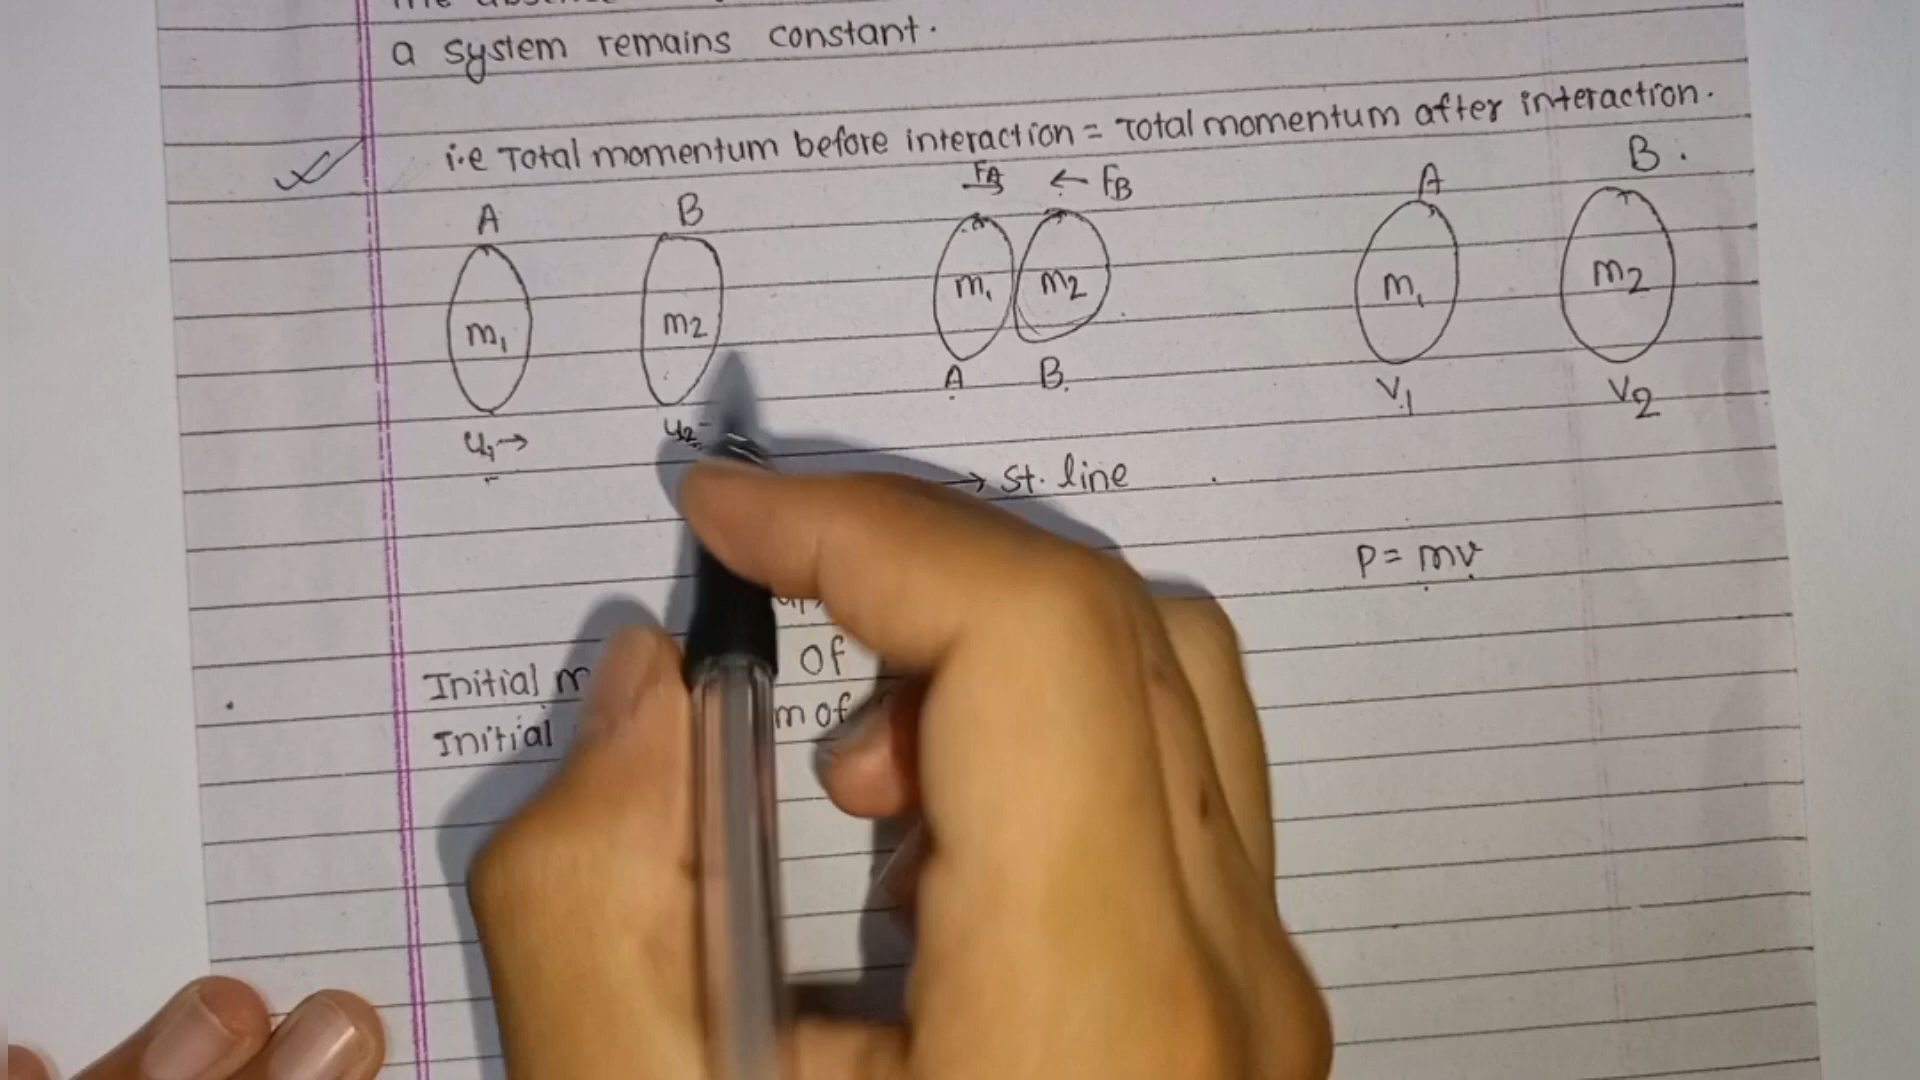 a system remains constant.
i.e Total momentum before interaction = Total momentum after interaction.
A B FA ← FB A B.
m1 m2 m1 m2 m1 m2
A B. V1 V2
u1→ u2
→ St. line
P = mv
Initial of
Initial m of